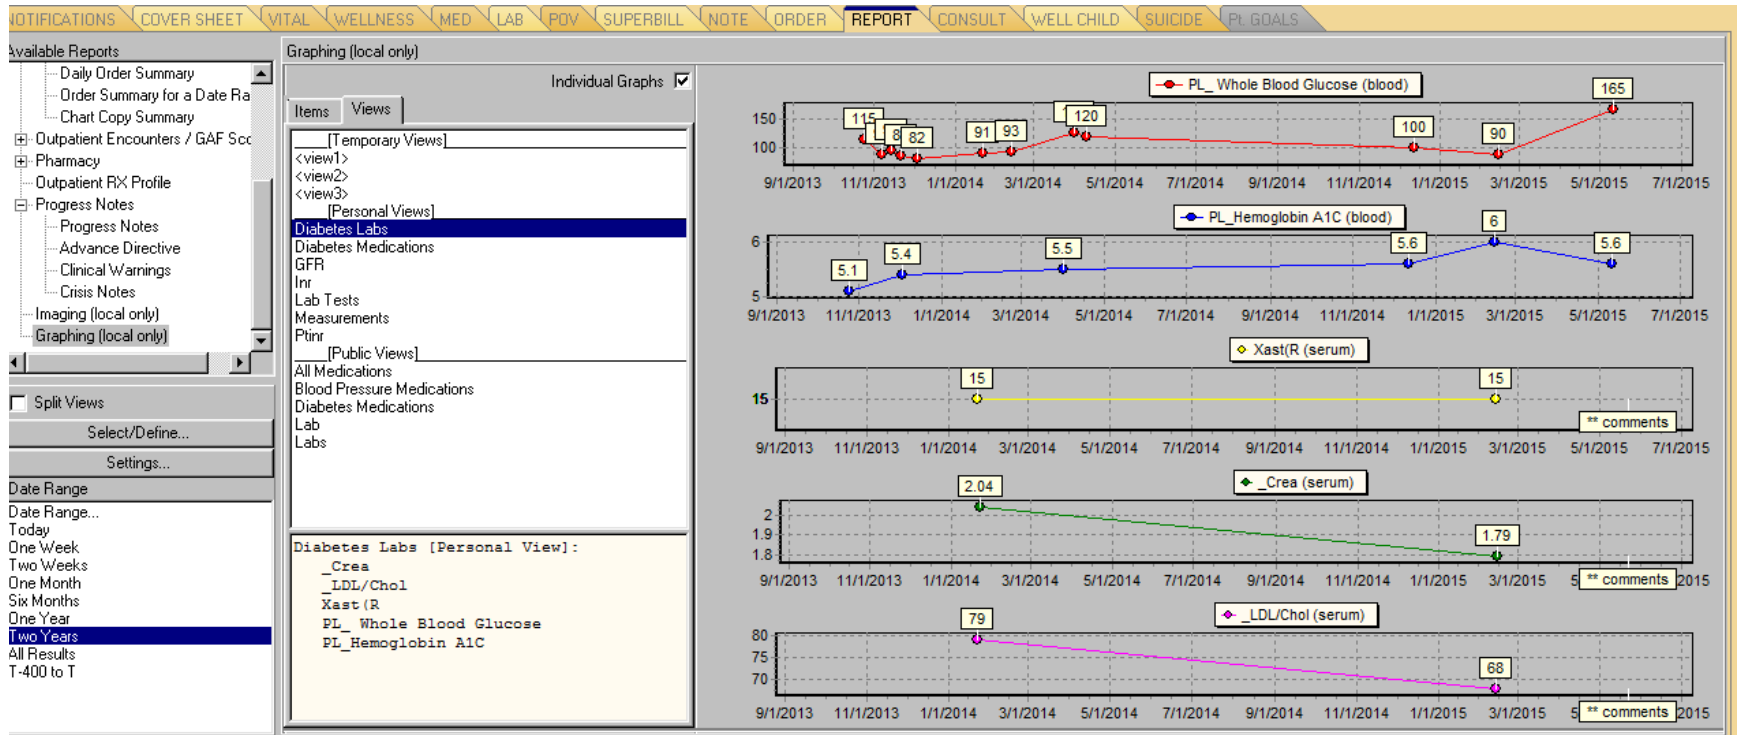 NOTIFICATIONS COVER SHEET VITAL WELLNESS MED LAB POV SUPERBILL NOTE ORDER REPORT CONSULT WELL CHILD SUICIDE Pt. GOALS
Available Reports
Daily Order Summary
Order Summary for a Date Ra
Chart Copy Summary
Outpatient Encounters / GAF Sco
Pharmacy
Outpatient RX Profile
Progress Notes
Progress Notes
Advance Directive
Clinical Warnings
Crisis Notes
Imaging (local only)
Graphing (local only)
Split Views
Select/Define...
Settings...
Date Range
Date Range...
Today
One Week
Two Weeks
One Month
Six Months
One Year
Two Years
All Results
T-400 to T
Graphing (local only)
Individual Graphs
Items Views
____[Temporary Views]
<view1>
<view2>
<view3>
____[Personal Views]
Diabetes Labs
Diabetes Medications
GFR
Inr
Lab Tests
Measurements
Ptinr
____[Public Views]
All Medications
Blood Pressure Medications
Diabetes Medications
Lab
Labs
Diabetes Labs [Personal View]:
_Crea
_LDL/Chol
Xast(R
PL_ Whole Blood Glucose
PL_Hemoglobin A1C
PL_ Whole Blood Glucose (blood)
165
150 115 82 91 93 120 100 90
100
9/1/2013 11/1/2013 1/1/2014 3/1/2014 5/1/2014 7/1/2014 9/1/2014 11/1/2014 1/1/2015 3/1/2015 5/1/2015 7/1/2015
PL_Hemoglobin A1C (blood)
6 5.1 5.4 5.5 5.6 6 5.6
5
9/1/2013 11/1/2013 1/1/2014 3/1/2014 5/1/2014 7/1/2014 9/1/2014 11/1/2014 1/1/2015 3/1/2015 5/1/2015 7/1/2015
Xast(R (serum)
15 15
15
** comments
9/1/2013 11/1/2013 1/1/2014 3/1/2014 5/1/2014 7/1/2014 9/1/2014 11/1/2014 1/1/2015 3/1/2015 5/1/2015 7/1/2015
_Crea (serum)
2.04
2
1.9 1.79
1.8
9/1/2013 11/1/2013 1/1/2014 3/1/2014 5/1/2014 7/1/2014 9/1/2014 11/1/2014 1/1/2015 3/1/2015 5 ** comments 2015
_LDL/Chol (serum)
79
80
75
70 68
9/1/2013 11/1/2013 1/1/2014 3/1/2014 5/1/2014 7/1/2014 9/1/2014 11/1/2014 1/1/2015 3/1/2015 5 ** comments 2015